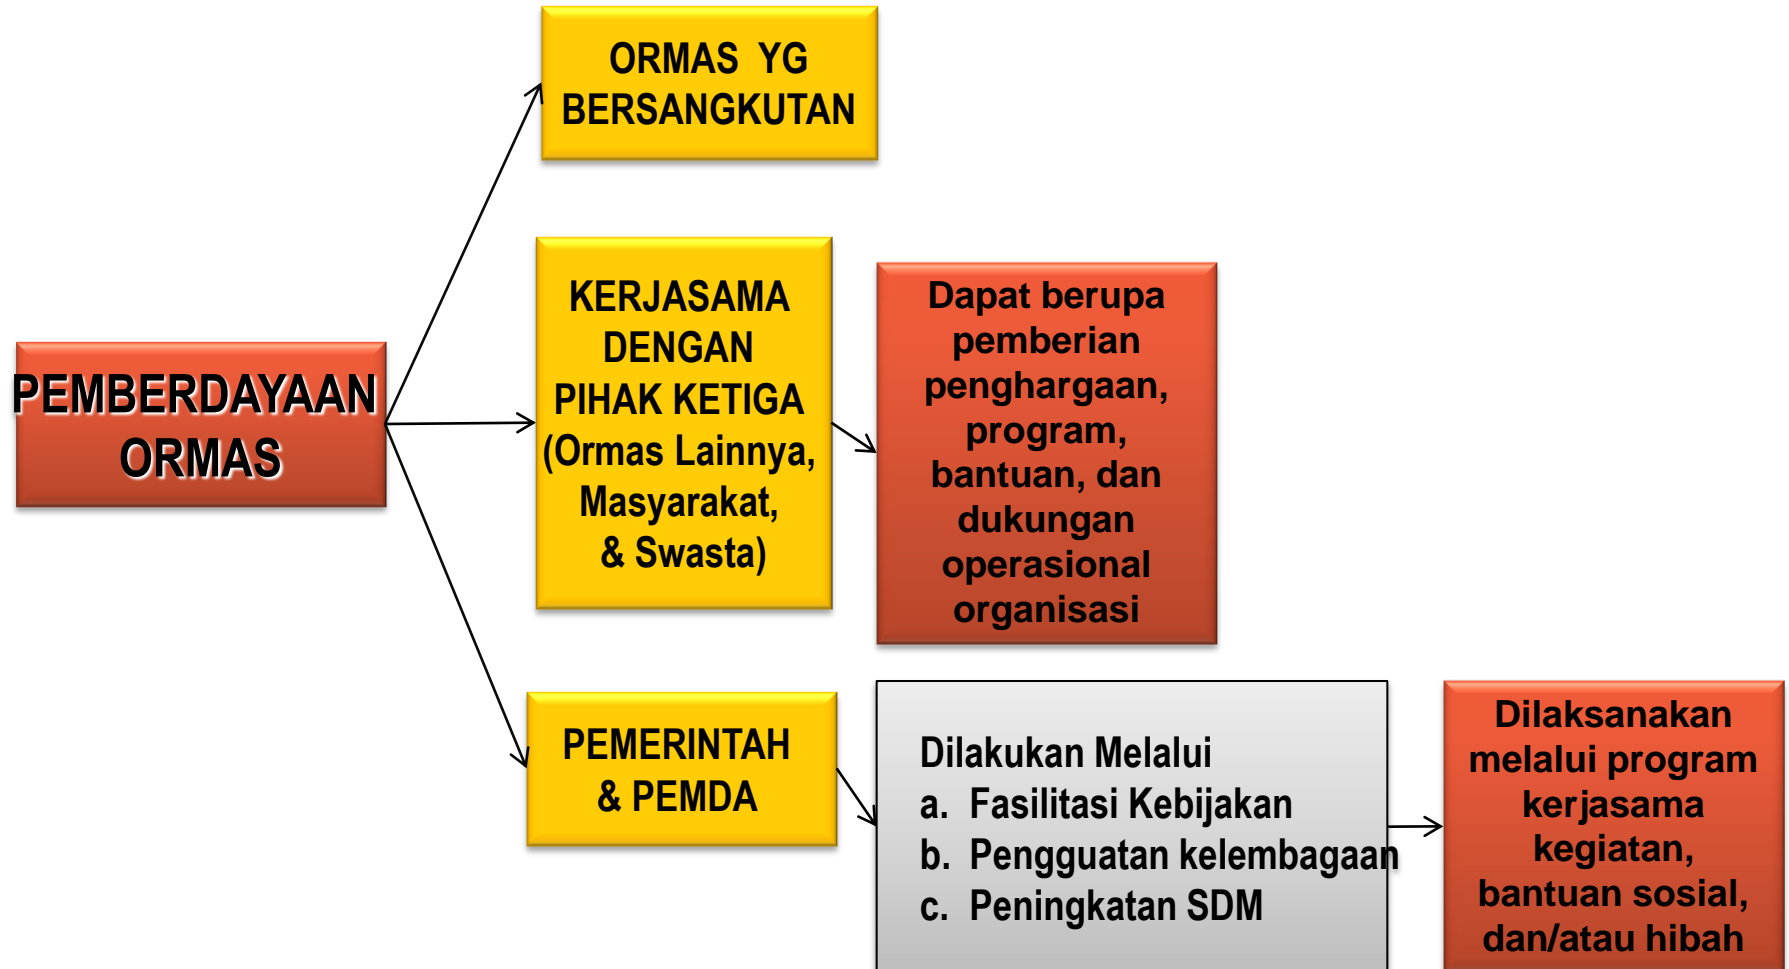 ORMAS YG
BERSANGKUTAN
PEMBERDAYAAN
ORMAS
KERJASAMA
DENGAN
PIHAK KETIGA
(Ormas Lainnya,
Masyarakat,
& Swasta)
Dapat berupa
pemberian
penghargaan,
program,
bantuan, dan
dukungan
operasional
organisasi
PEMERINTAH
& PEMDA
Dilakukan Melalui
a. Fasilitasi Kebijakan
b. Pengguatan kelembagaan
c. Peningkatan SDM
Dilaksanakan
melalui program
kerjasama
kegiatan,
bantuan sosial,
dan/atau hibah